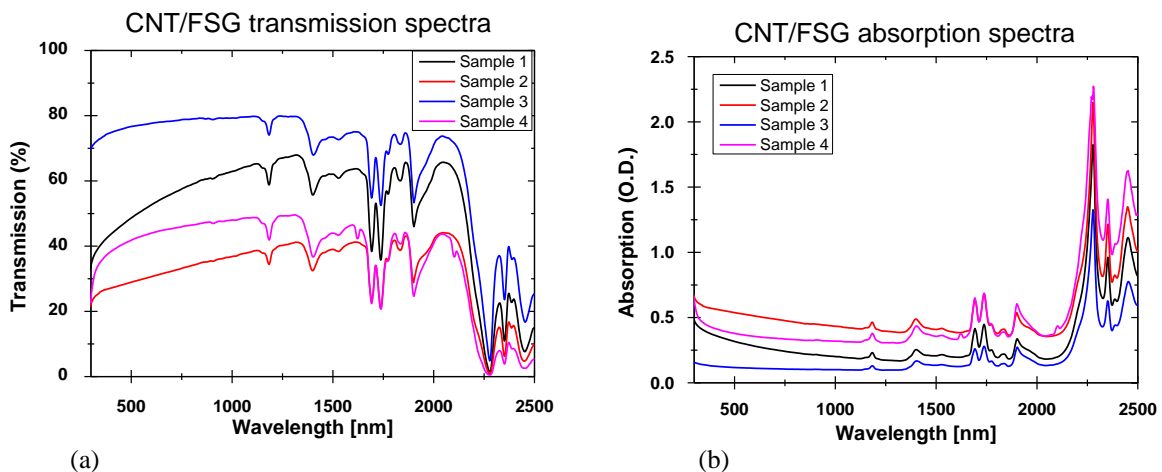 CNT/FSG transmission spectra
100
80
60
40
20
0
Transmission (%)
Sample 1
Sample 2
Sample 3
Sample 4
500
1000
1500
2000
2500
Wavelength [nm]
(a)
CNT/FSG absorption spectra
2.5
2.0
1.5
1.0
0.5
0.0
Absorption (O.D.)
Sample 1
Sample 2
Sample 3
Sample 4
500
1000
1500
2000
2500
Wavelength [nm]
(b)